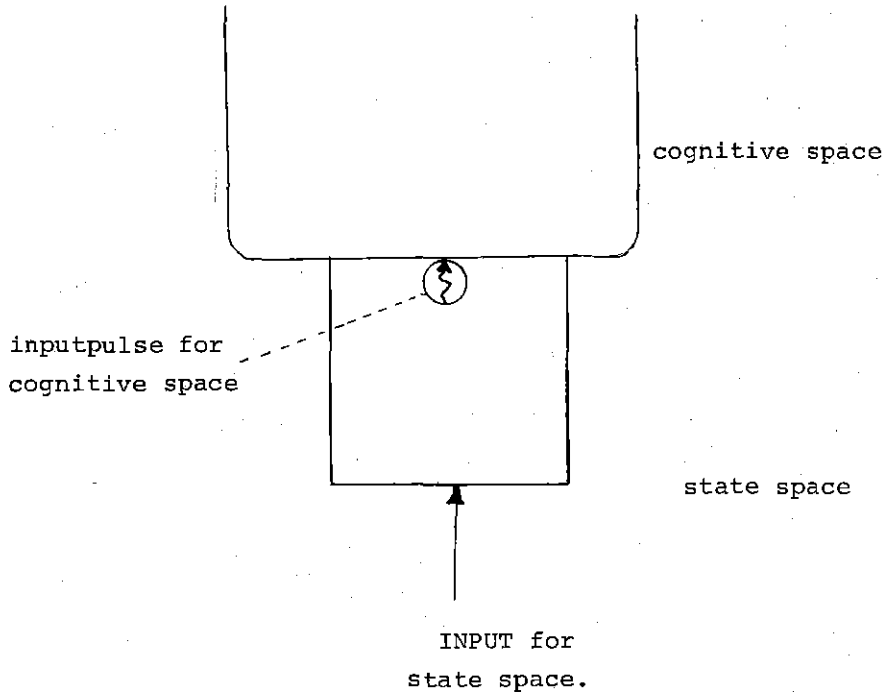 cognitive space
inputpulse for
cognitive space
state space
INPUT for
state space.